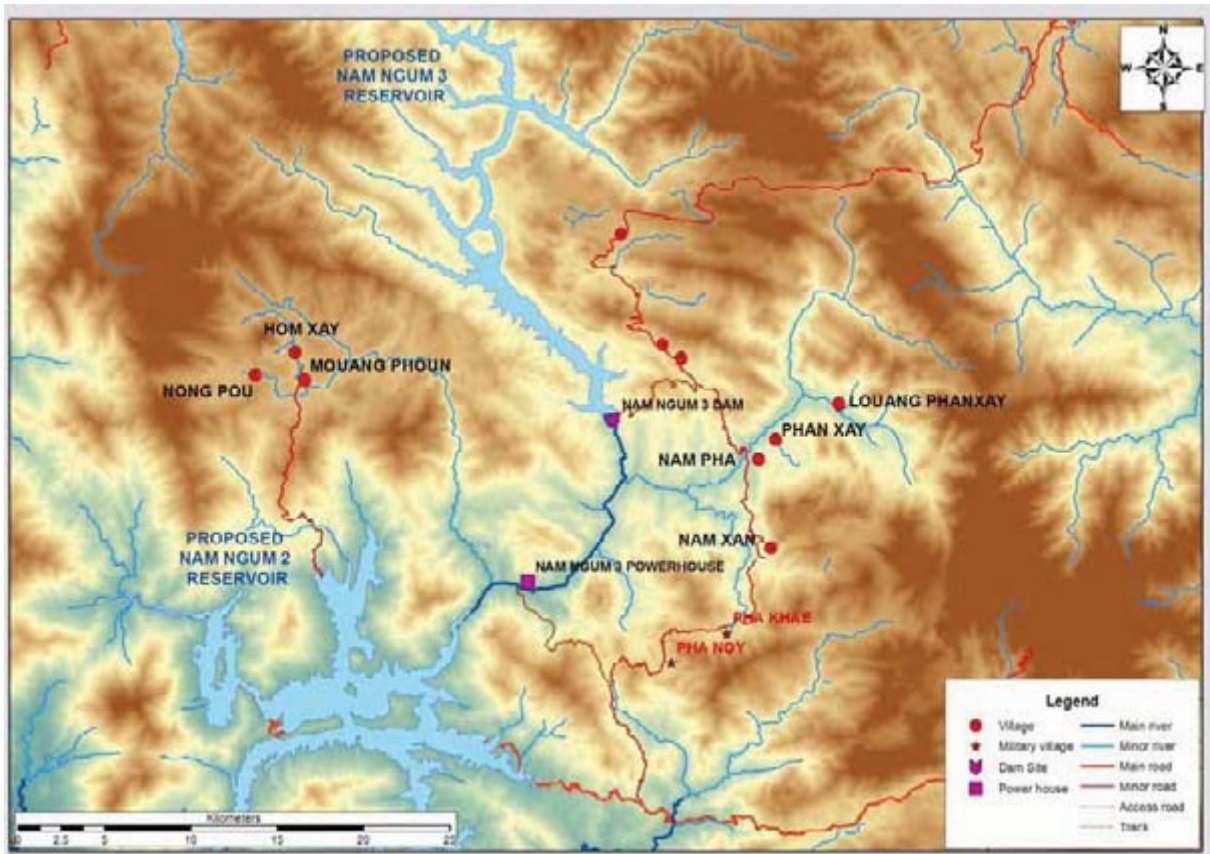 PROPOSED
NAM NGUM 3
RESERVOIR
N
W E
S
HOM XAY
MOUANG PHOUN
NONG POU
NAM NGUM 3 DAM
LOUANG PHANXAY
PHAN XAY
NAM PHA
PROPOSED
NAM NGUM 2
RESERVOIR
NAM XAN
NAM NGUM 3 POWERHOUSE
PHA KHAE
PHA NOY
Legend
Village
Military village
Dam Site
Power house
Main river
Minor river
Main road
Minor road
Access road
Track
Kilometers
0 2.5 5 10 15 20 25